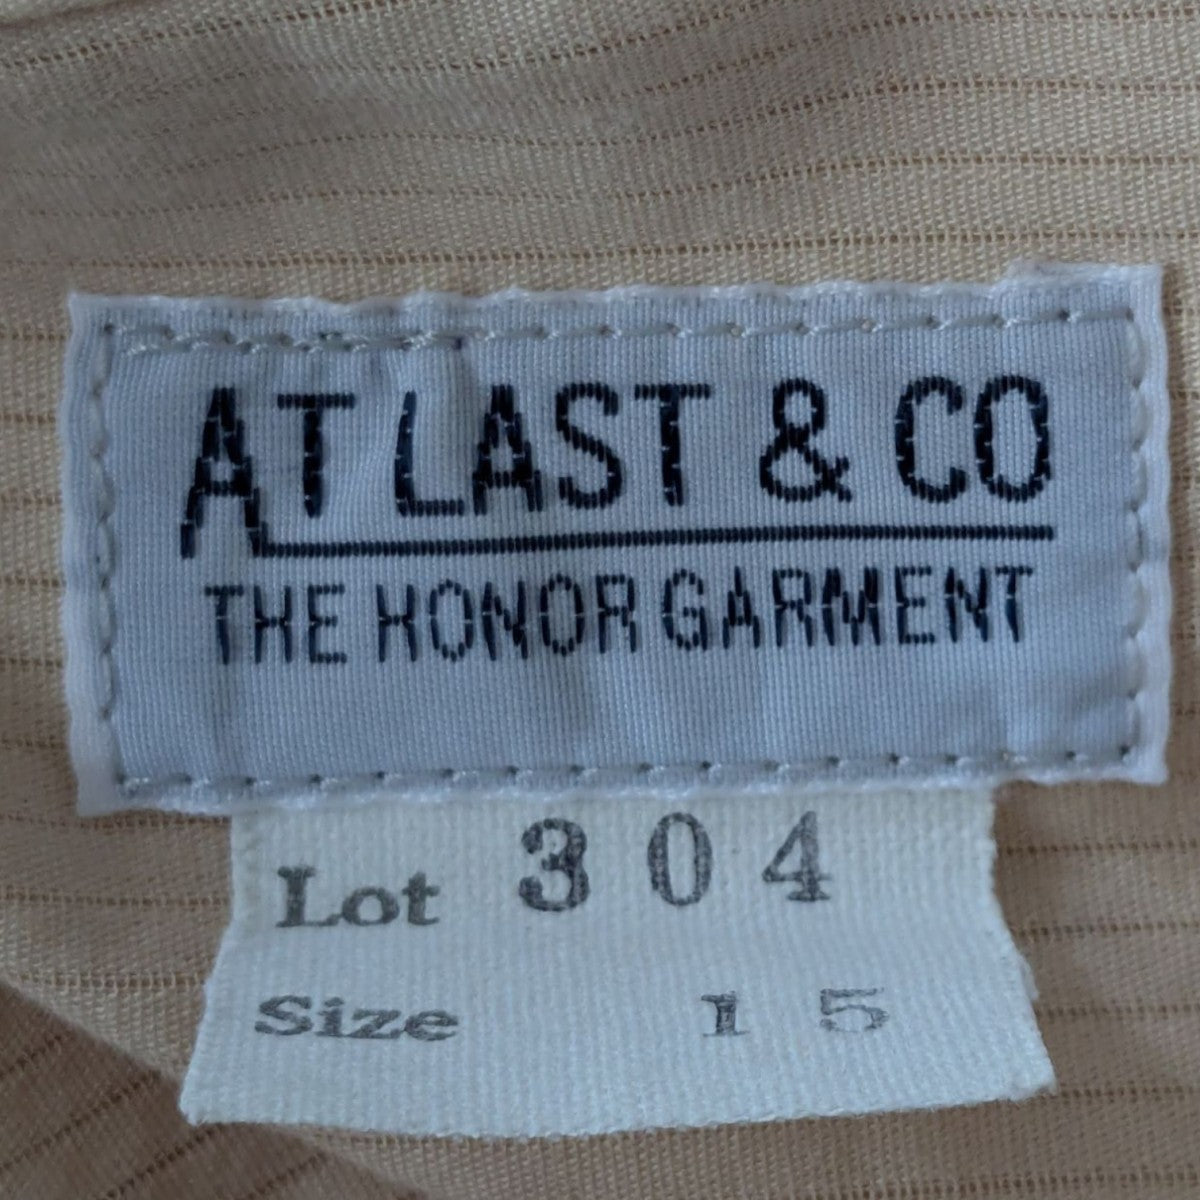 AT LAST & CO
THE HONOR GARMENT
Lot 304
Size 15